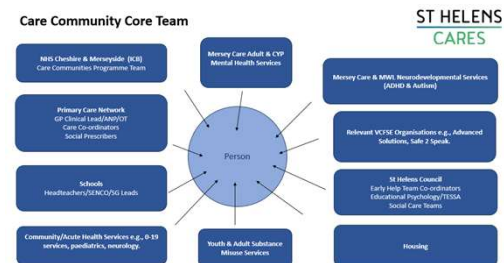 Care Community Core Team
ST HELENS
CARES
NHS Cheshire & Merseyside (ICB)
Care Communities Programme Team
Mersey Care Adult & CYP
Mental Health Services
Mersey Care & MWL Neurodevelopmental Services
(ADHD & Autism)
Primary Care Network
GP Clinical Lead/ANP/OT
Care Co-ordinators
Social Prescribers
Relevant VCFSE Organisations e.g., Advanced
Solutions, Safe 2 Speak.
Person
Schools
Headteachers/SENCO/SG Leads
St Helens Council
Early Help Team Co-ordinators
Educational Psychology/TESSA
Social Care Teams
Community/Acute Health Services e.g., 0-19
services, paediatrics, neurology.
Youth & Adult Substance
Misuse Services
Housing